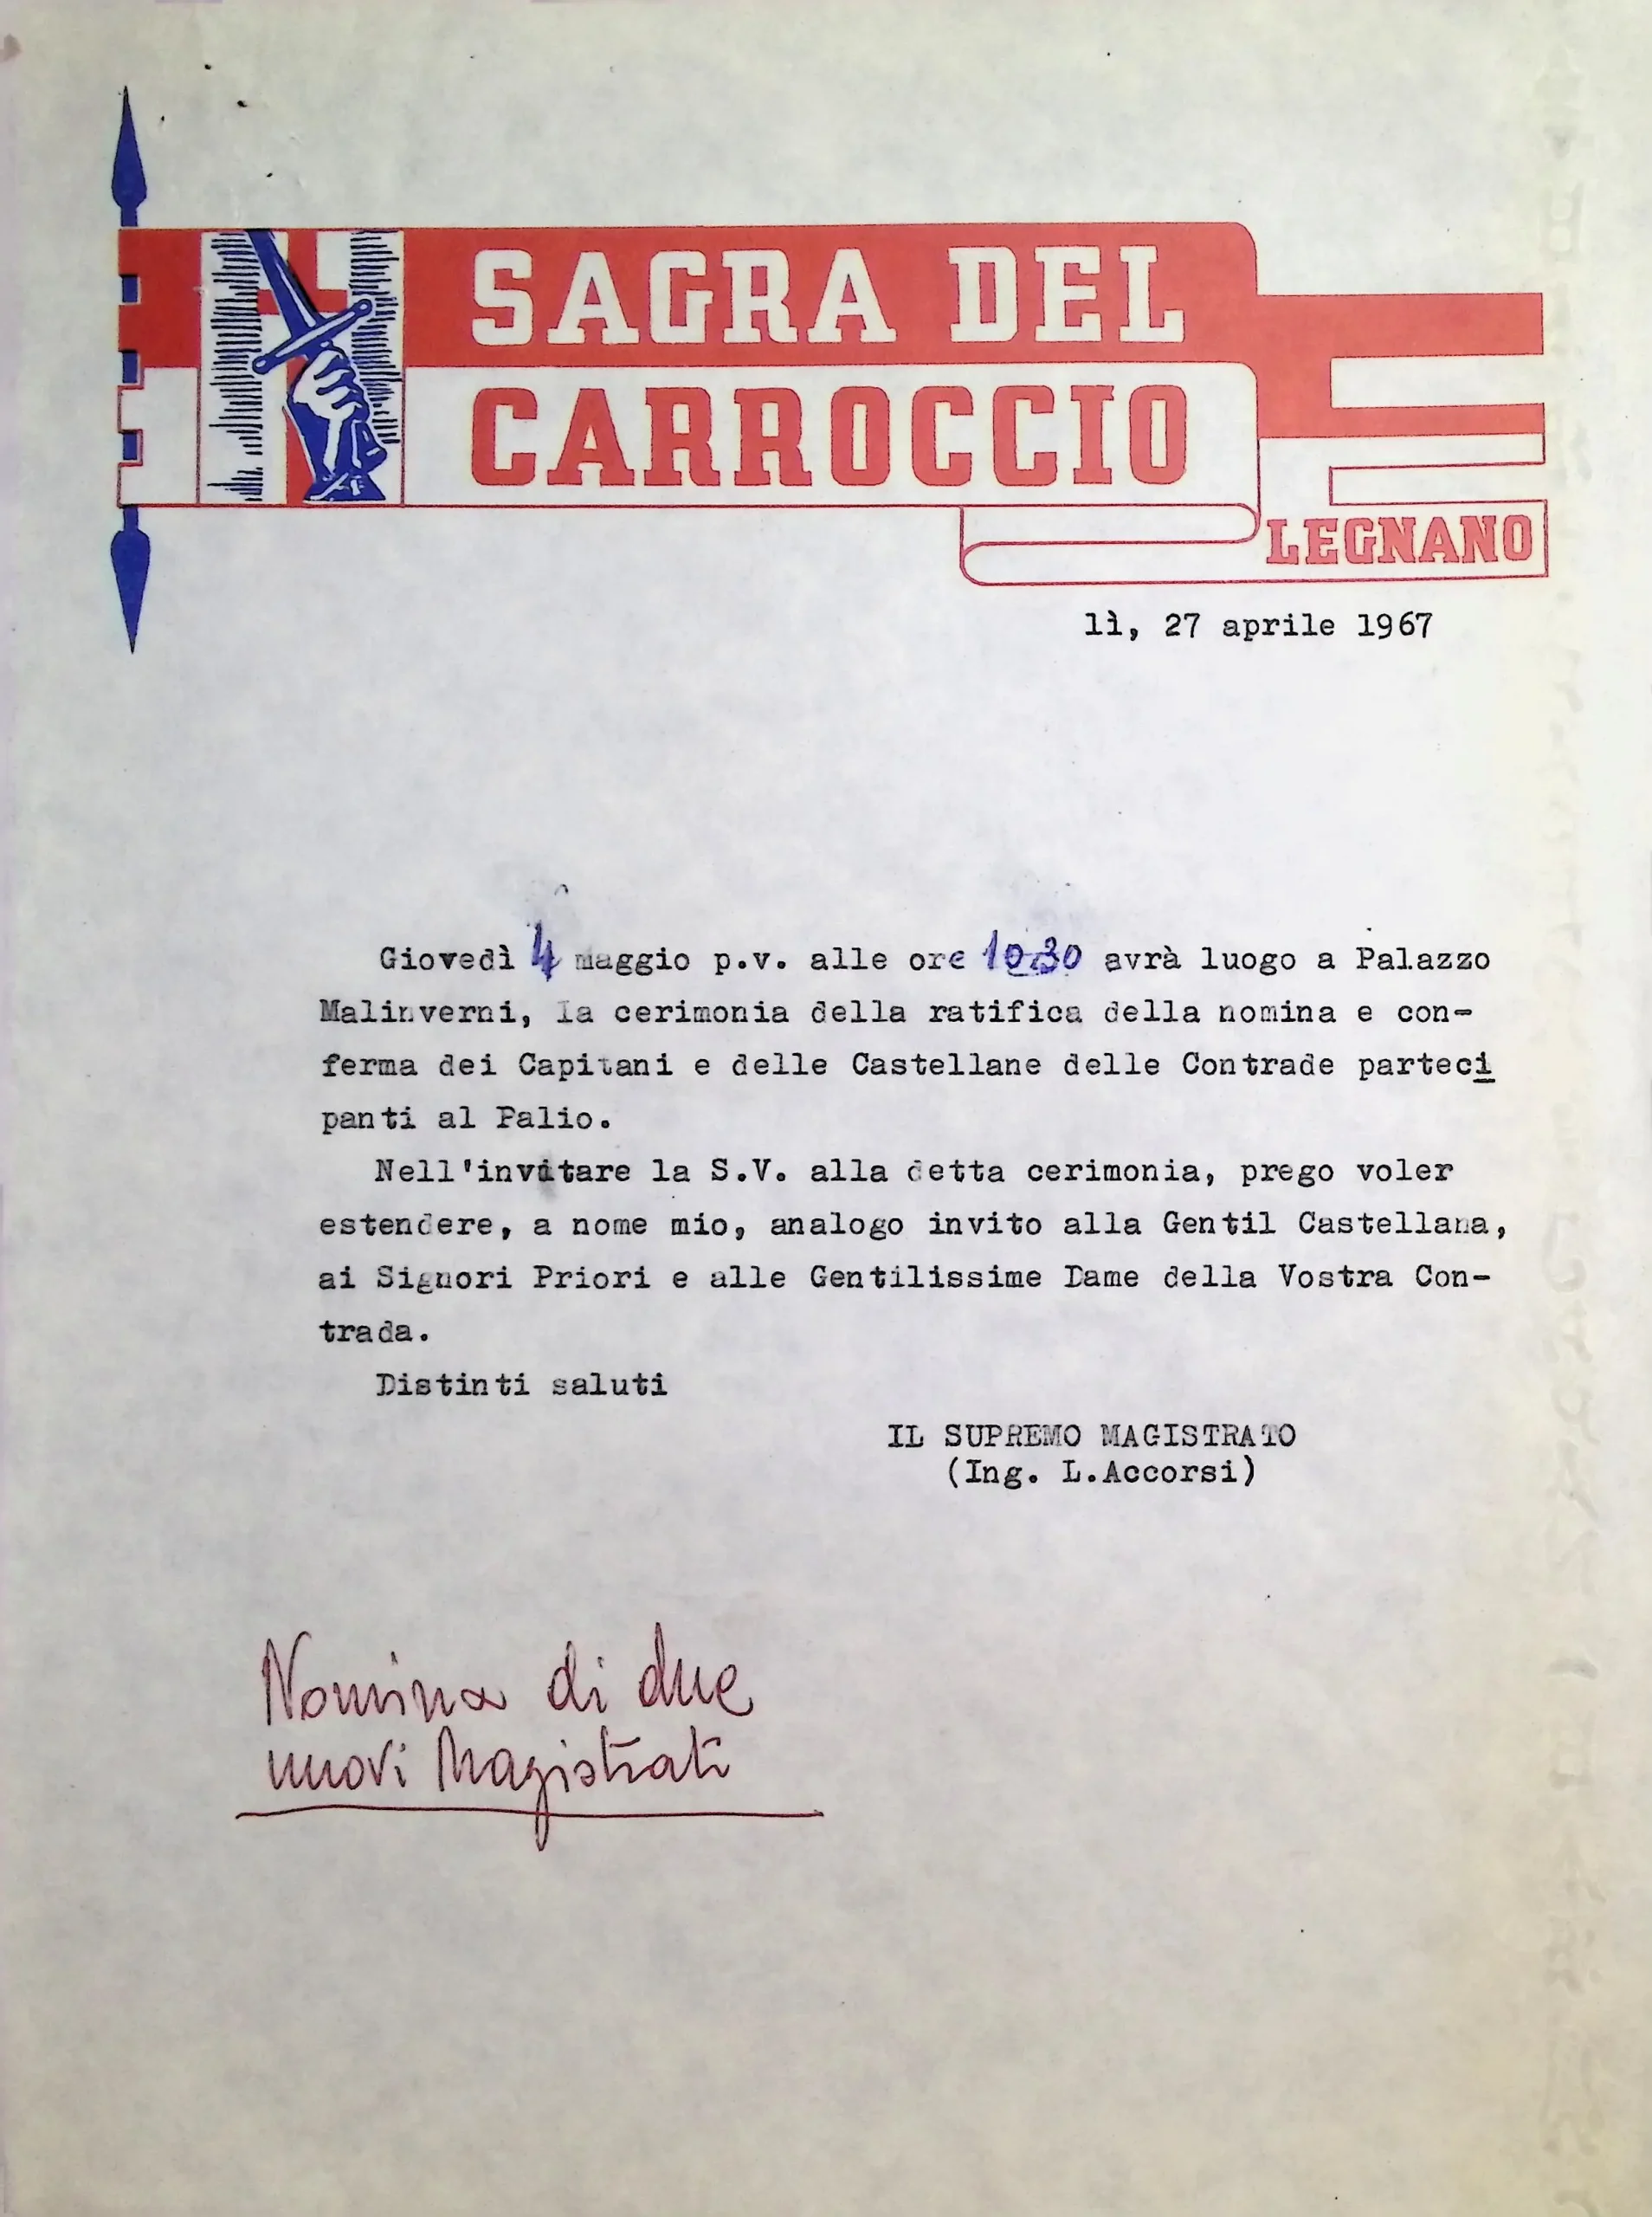 SAGRA DEL
CARROCCIO
LEGNANO
lì, 27 aprile 1967
Giovedì 4 maggio p.v. alle ore 10.30 avrà luogo a Palazzo
Malinverni, la cerimonia della ratifica della nomina e con-
ferma dei Capitani e delle Castellane delle Contrade parteci
panti al Palio.
Nell'invitare la S.V. alla detta cerimonia, prego voler
estendere, a nome mio, analogo invito alla Gentil Castellana,
ai Signori Priori e alle Gentilissime Dame della Vostra Con-
trada.
Distinti saluti
IL SUPREMO MAGISTRATO
(Ing. L.Accorsi)
Nomina di due
nuovi Magistrati